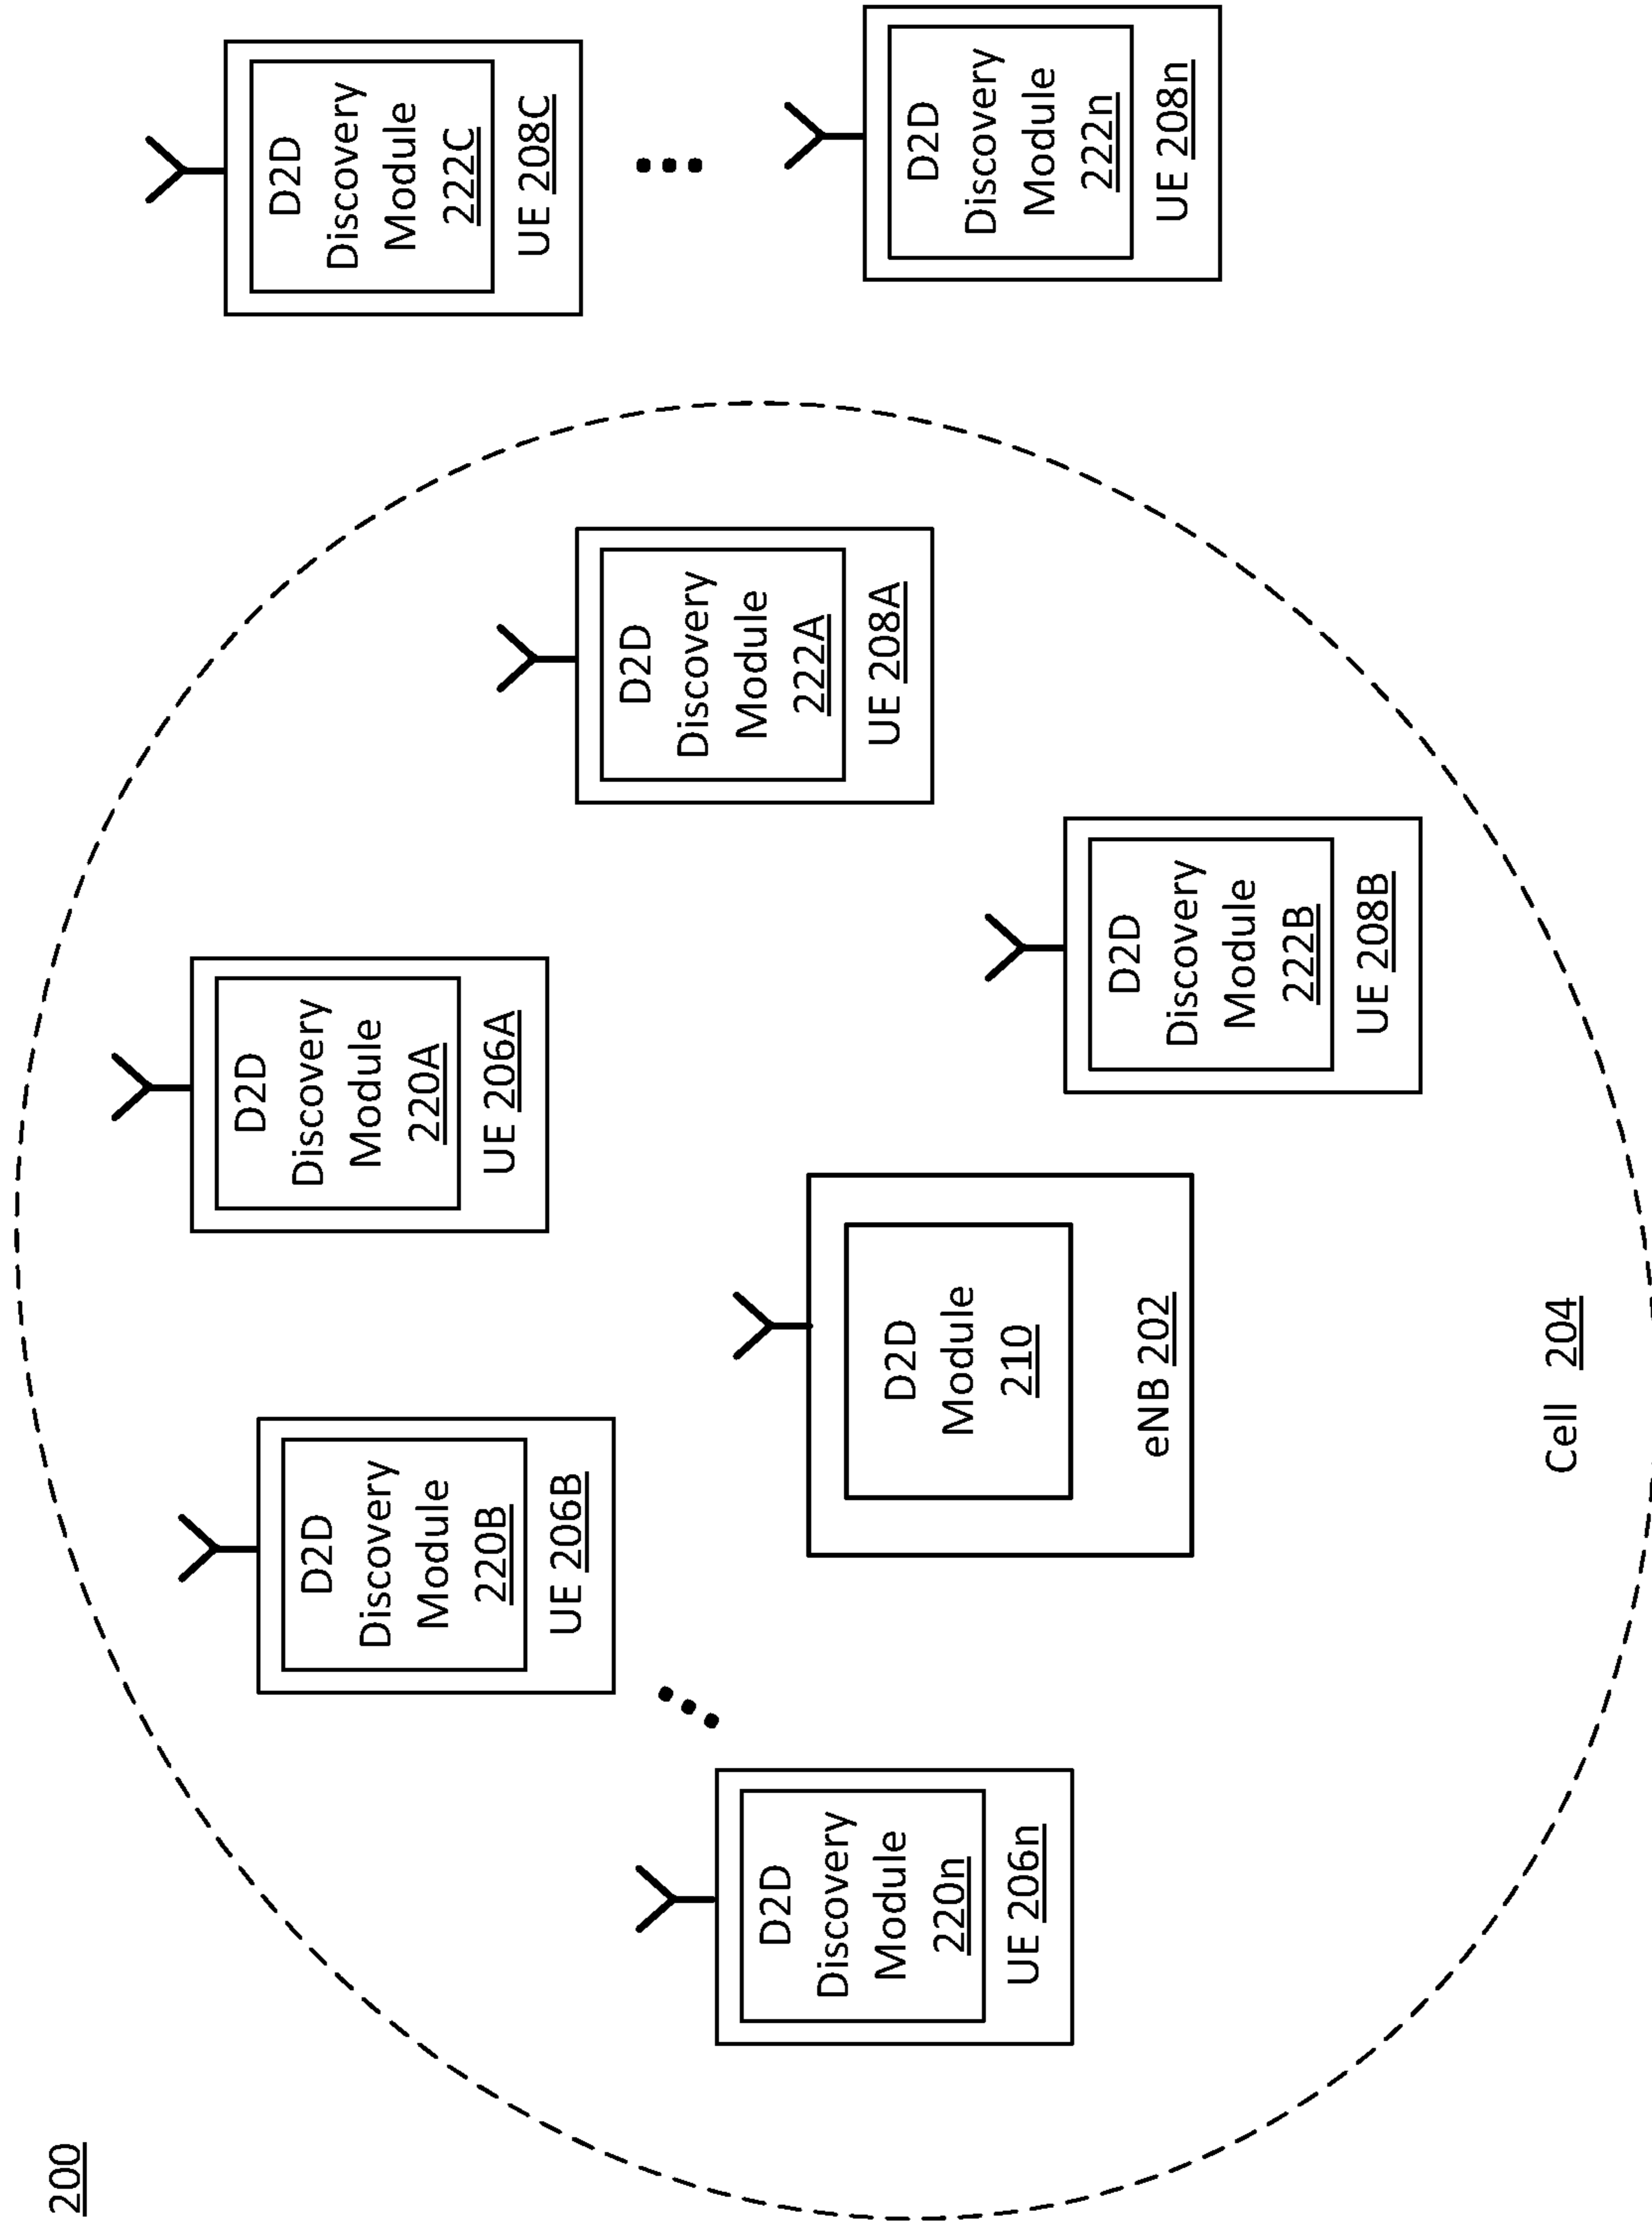 200
D2D
Discovery
Module
220B
UE 206B
D2D
Discovery
Module
220A
UE 206A
D2D
Discovery
Module
222C
UE 208C
D2D
Discovery
Module
222A
UE 208A
D2D
Discovery
Module
220n
UE 206n
D2D
Module
210
eNB 202
D2D
Discovery
Module
222B
UE 208B
D2D
Discovery
Module
222n
UE 208n
Cell 204